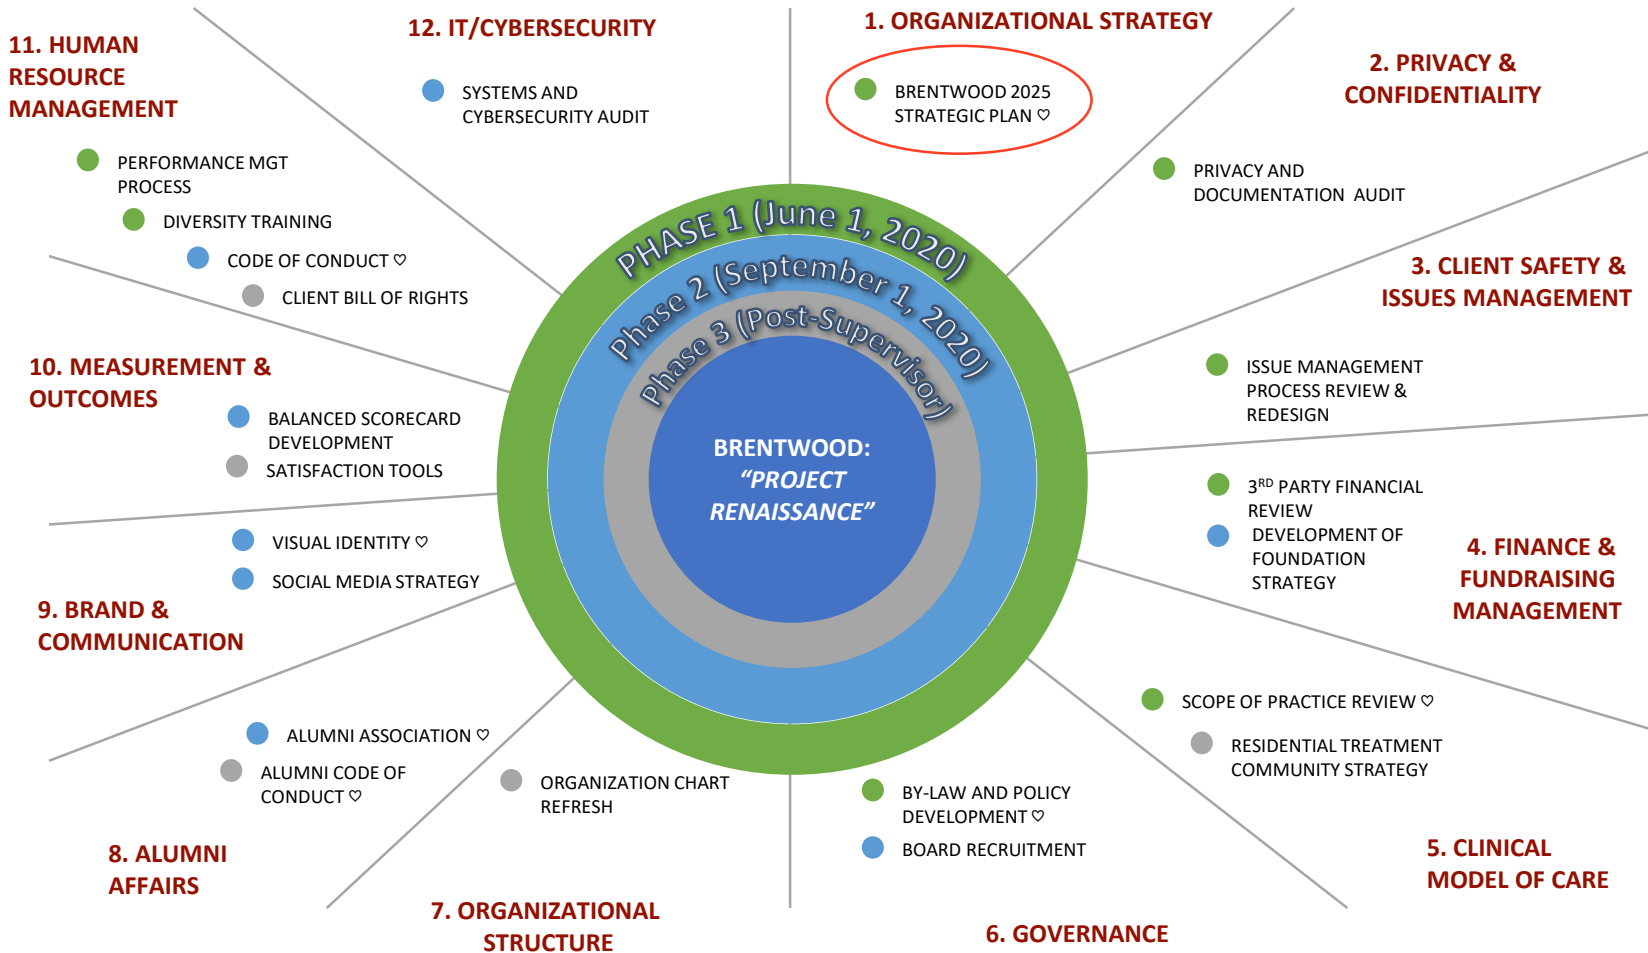 1. ORGANIZATIONAL STRATEGY
BRENTWOOD 2025
STRATEGIC PLAN ♡
2. PRIVACY &
CONFIDENTIALITY
PRIVACY AND
DOCUMENTATION AUDIT
3. CLIENT SAFETY &
ISSUES MANAGEMENT
ISSUE MANAGEMENT
PROCESS REVIEW &
REDESIGN
3RD PARTY FINANCIAL
REVIEW
DEVELOPMENT OF
FOUNDATION
STRATEGY
4. FINANCE &
FUNDRAISING
MANAGEMENT
SCOPE OF PRACTICE REVIEW ♡
RESIDENTIAL TREATMENT
COMMUNITY STRATEGY
5. CLINICAL
MODEL OF CARE
BY-LAW AND POLICY
DEVELOPMENT ♡
BOARD RECRUITMENT
6. GOVERNANCE
ORGANIZATION CHART
REFRESH
7. ORGANIZATIONAL
STRUCTURE
ALUMNI ASSOCIATION ♡
ALUMNI CODE OF
CONDUCT ♡
8. ALUMNI
AFFAIRS
VISUAL IDENTITY ♡
SOCIAL MEDIA STRATEGY
9. BRAND &
COMMUNICATION
10. MEASUREMENT &
OUTCOMES
BALANCED SCORECARD
DEVELOPMENT
SATISFACTION TOOLS
11. HUMAN
RESOURCE
MANAGEMENT
PERFORMANCE MGT
PROCESS
DIVERSITY TRAINING
CODE OF CONDUCT ♡
CLIENT BILL OF RIGHTS
12. IT/CYBERSECURITY
SYSTEMS AND
CYBERSECURITY AUDIT
PHASE 1 (June 1, 2020)
Phase 2 (September 1, 2020)
Phase 3 (Post-Supervisor)
BRENTWOOD:
"PROJECT
RENAISSANCE"